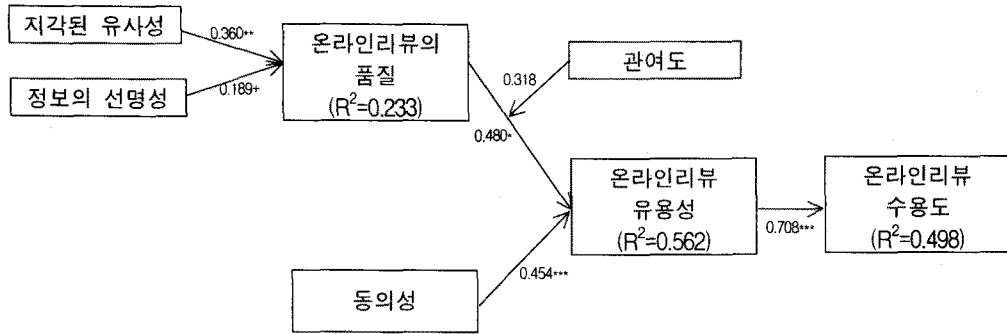 지각된 유사성
0.360**
정보의 선명성
0.189+
온라인리뷰의
품질
(R²=0.233)
관여도
0.318
0.480*
온라인리뷰
유용성
(R²=0.562)
0.708***
온라인리뷰
수용도
(R²=0.498)
0.454***
동의성